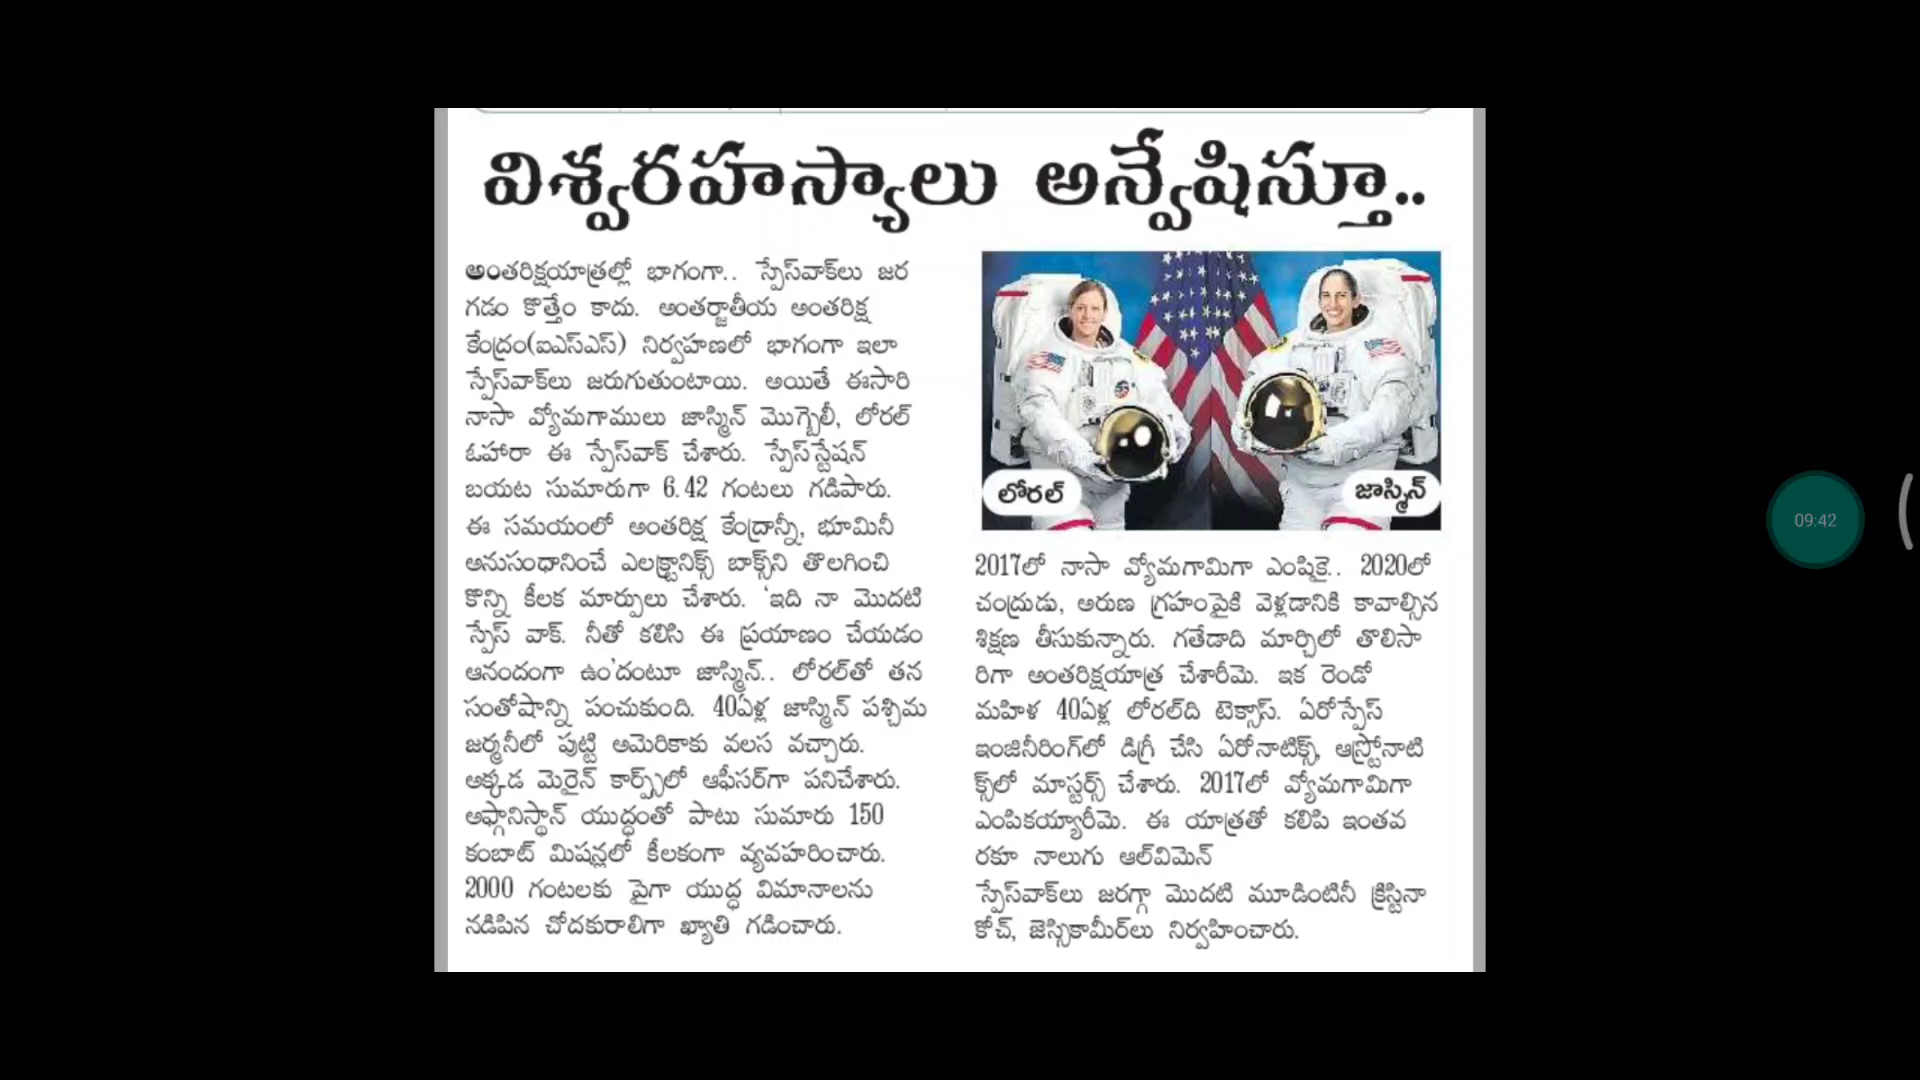 విశ్వరహస్యాలు అన్వేషిస్తూ..
అంతరిక్షయాత్రల్లో భాగంగా.. స్పేస్‌వాక్‌లు జర
గడం కొత్తేం కాదు. అంతర్జాతీయ అంతరిక్ష
కేంద్రం(ఐఎస్ఎస్) నిర్వహణలో భాగంగా ఇలా
స్పేస్‌వాక్‌లు జరుగుతుంటాయి. అయితే ఈసారి
నాసా వ్యోమగాములు జాస్మిన్ మొగ్బెలీ, లోరల్
ఓహారా ఈ స్పేస్‌వాక్ చేశారు. స్పేస్‌స్టేషన్
బయట సుమారుగా 6.42 గంటలు గడిపారు.
ఈ సమయంలో అంతరిక్ష కేంద్రాన్నీ, భూమినీ
అనుసంధానించే ఎలక్ట్రానిక్స్ బాక్స్‌ని తొలగించి
కొన్ని కీలక మార్పులు చేశారు. ‘ఇది నా మొదటి
స్పేస్ వాక్. నీతో కలిసి ఈ ప్రయాణం చేయడం
ఆనందంగా ఉం’దంటూ జాస్మిన్.. లోరల్‌తో తన
సంతోషాన్ని పంచుకుంది. 40ఏళ్ల జాస్మిన్ పశ్చిమ
జర్మనీలో పుట్టి అమెరికాకు వలస వచ్చారు.
అక్కడ మెరైన్ కార్ప్స్‌లో ఆఫీసర్‌గా పనిచేశారు.
అఫ్గానిస్థాన్ యుద్ధంతో పాటు సుమారు 150
కంబాట్ మిషన్లలో కీలకంగా వ్యవహరించారు.
2000 గంటలకు పైగా యుద్ధ విమానాలను
నడిపిన చోదకురాలిగా ఖ్యాతి గడించారు.
లోరల్
జాస్మిన్
2017లో నాసా వ్యోమగామిగా ఎంపికై.. 2020లో
చంద్రుడు, అరుణ గ్రహంపైకి వెళ్లడానికి కావాల్సిన
శిక్షణ తీసుకున్నారు. గతేడాది మార్చిలో తొలిసా
రిగా అంతరిక్షయాత్ర చేశారీమె. ఇక రెండో
మహిళ 40ఏళ్ల లోరల్‌ది టెక్సాస్. ఏరోస్పేస్
ఇంజినీరింగ్‌లో డిగ్రీ చేసి ఏరోనాటిక్స్, ఆస్ట్రోనాటి
క్స్‌లో మాస్టర్స్ చేశారు. 2017లో వ్యోమగామిగా
ఎంపికయ్యారీమె. ఈ యాత్రతో కలిపి ఇంతవ
రకూ నాలుగు ఆల్‌విమెన్
స్పేస్‌వాక్‌లు జరగ్గా మొదటి మూడింటినీ క్రిస్టినా
కోచ్, జెస్సికామీర్‌లు నిర్వహించారు.
09:42